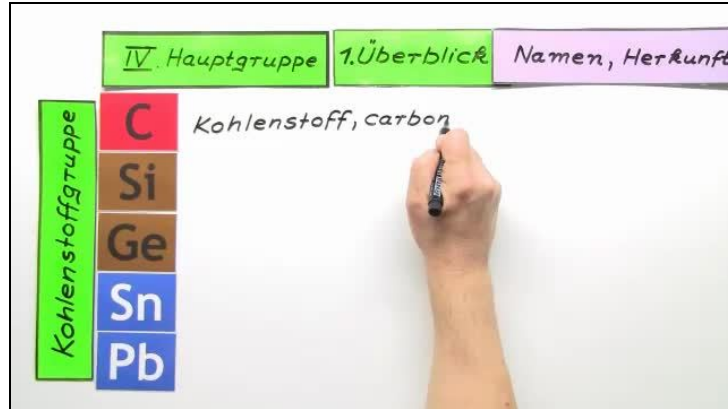 IV. Hauptgruppe 1. Überblick Namen, Herkunft
Kohlenstoffgruppe
C Kohlenstoff, carbon
Si
Ge
Sn
Pb